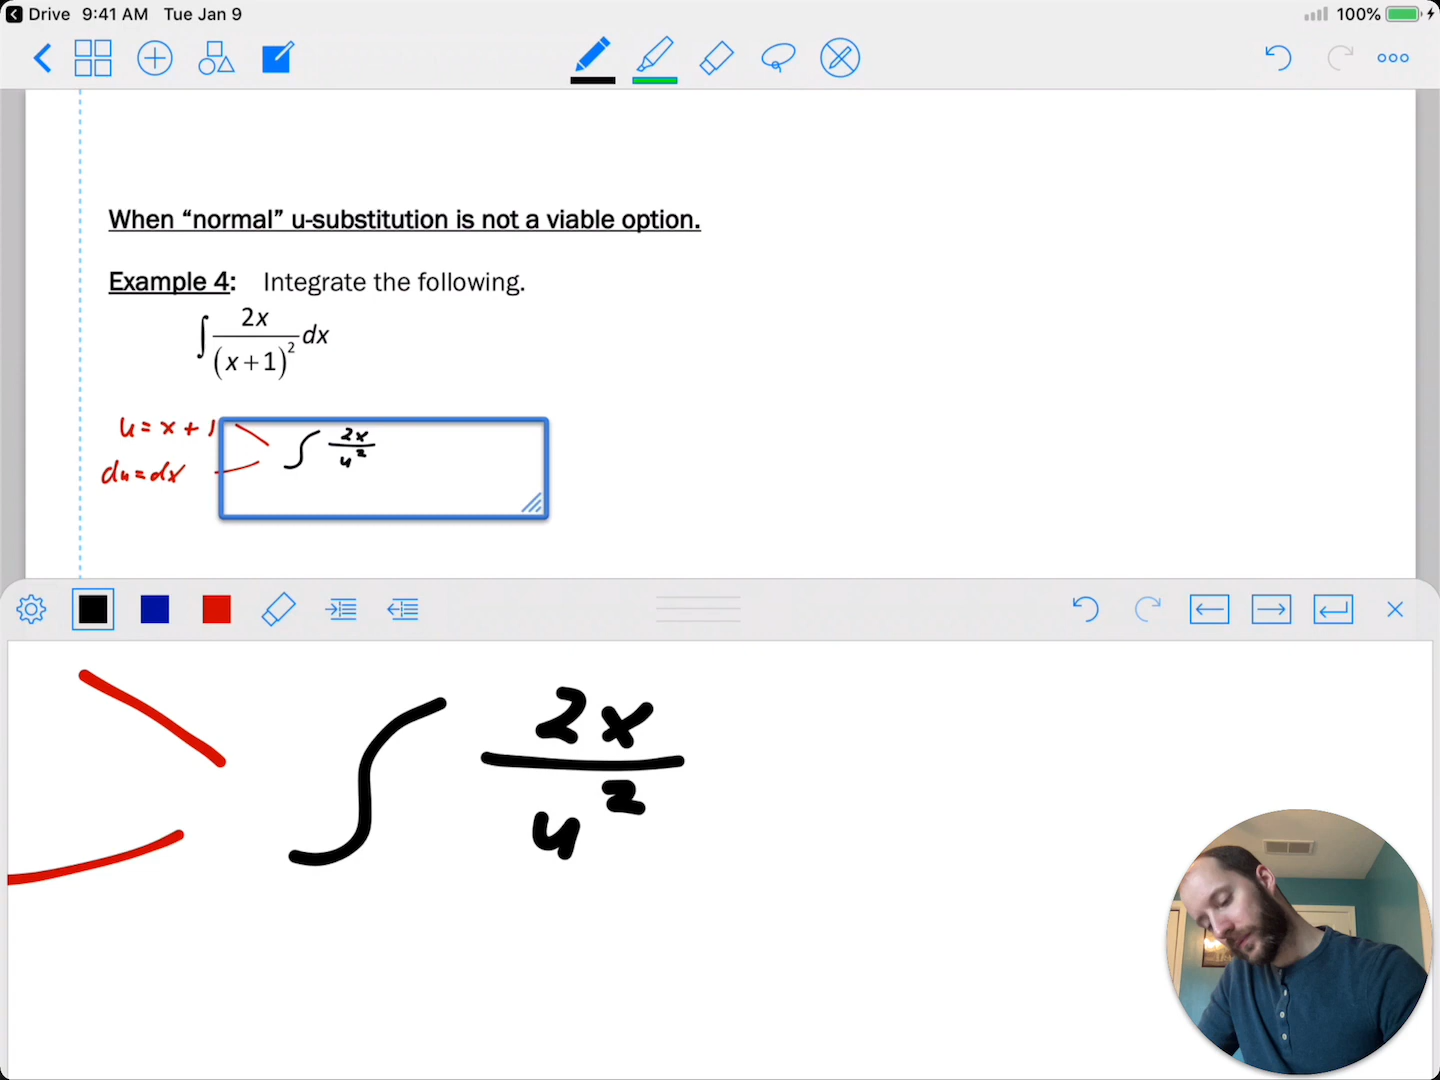 Drive 9:41 AM Tue Jan 9 100%
When “normal” u-substitution is not a viable option.
Example 4: Integrate the following.
∫ 2x/(x+1)² dx
u = x + 1
du = dx
∫ 2x/u²
∫ 2x/u²